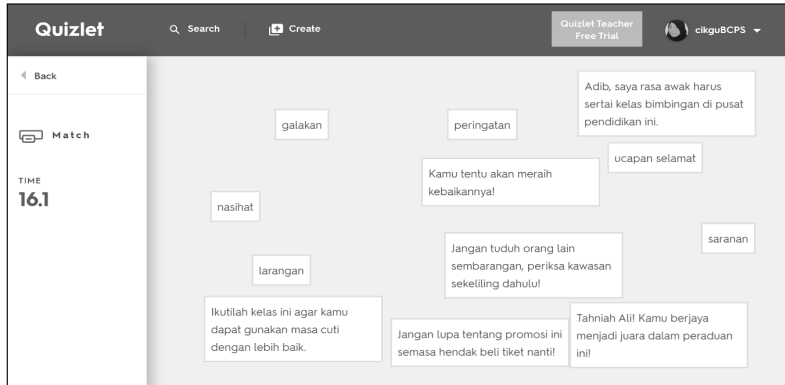 Quizlet
Search
Create
Quizlet Teacher
Free Trial
cikguBCPS
Back
Match
TIME
16.1
galakan
peringatan
Adib, saya rasa awak harus
sertai kelas bimbingan di pusat
pendidikan ini.
ucapan selamat
Kamu tentu akan meraih
kebaikannya!
nasihat
saranan
Jangan tuduh orang lain
sembarangan, periksa kawasan
sekeliling dahulu!
larangan
Ikutilah kelas ini agar kamu
dapat gunakan masa cuti
dengan lebih baik.
Jangan lupa tentang promosi ini
semasa hendak beli tiket nanti!
Tahniah Ali! Kamu berjaya
menjadi juara dalam peraduan
ini!